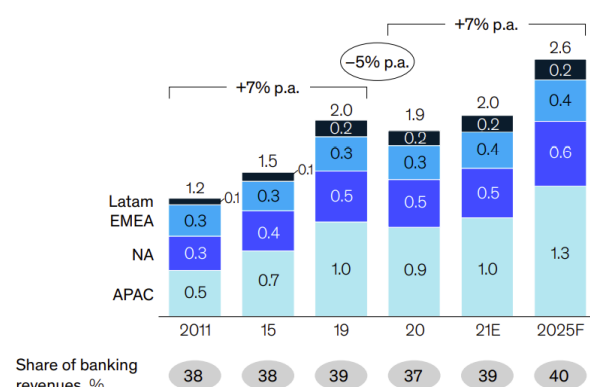 +7% p.a.
–5% p.a.
+7% p.a.
2.6
2.0
1.9
2.0
0.2
1.5
0.2
0.2
0.2
0.4
1.2
0.1
0.3
0.3
0.4
0.6
Latam
0.1
0.3
0.5
0.5
0.5
EMEA
0.3
0.4
NA
0.3
0.7
1.0
0.9
1.0
1.3
APAC
0.5
2011 15 19 20 21E 2025F
Share of banking
38 38 39 37 39 40
revenues, %